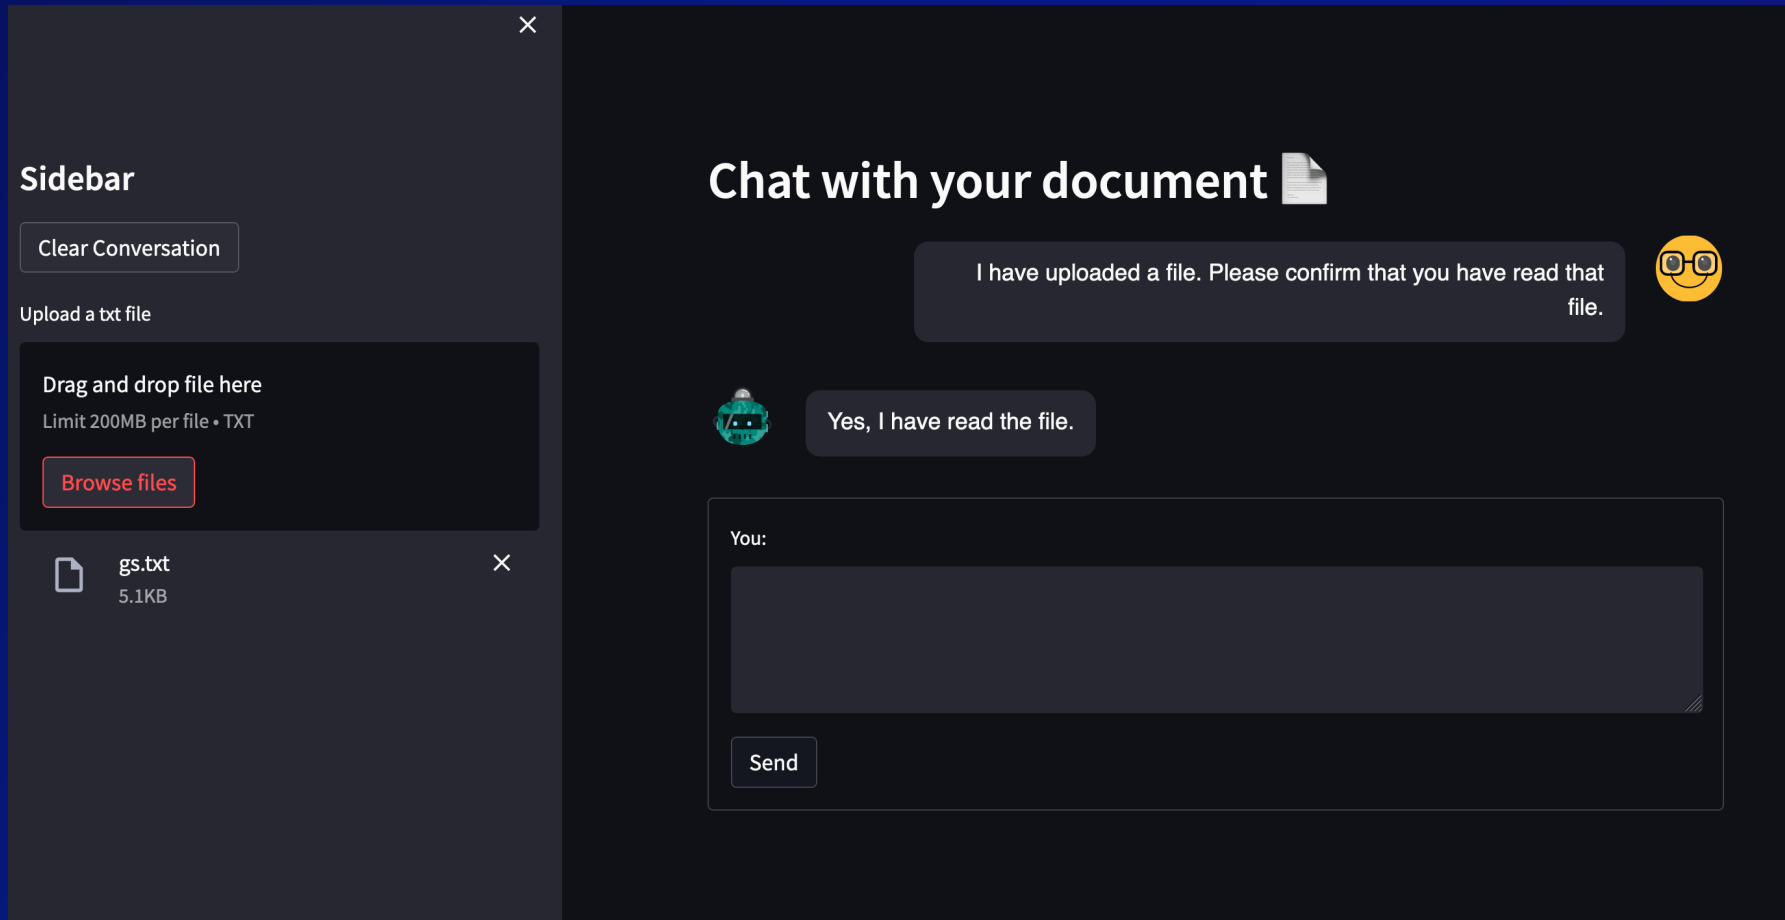 Sidebar
Clear Conversation
Upload a txt file
Drag and drop file here
Limit 200MB per file • TXT
Browse files
gs.txt
5.1KB
Chat with your document
I have uploaded a file. Please confirm that you have read that
file.
Yes, I have read the file.
You:
Send